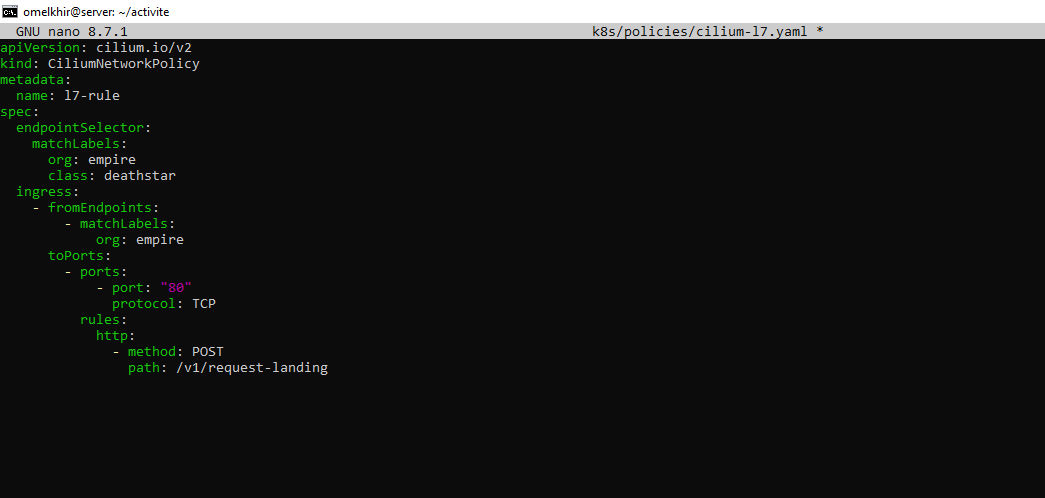 C:\. omelkhir@server: ~/activite
GNU nano 8.7.1 k8s/policies/cilium-l7.yaml *
apiVersion: cilium.io/v2
kind: CiliumNetworkPolicy
metadata:
  name: l7-rule
spec:
  endpointSelector:
    matchLabels:
      org: empire
      class: deathstar
  ingress:
    - fromEndpoints:
        - matchLabels:
            org: empire
      toPorts:
        - ports:
            - port: "80"
              protocol: TCP
          rules:
            http:
              - method: POST
                path: /v1/request-landing